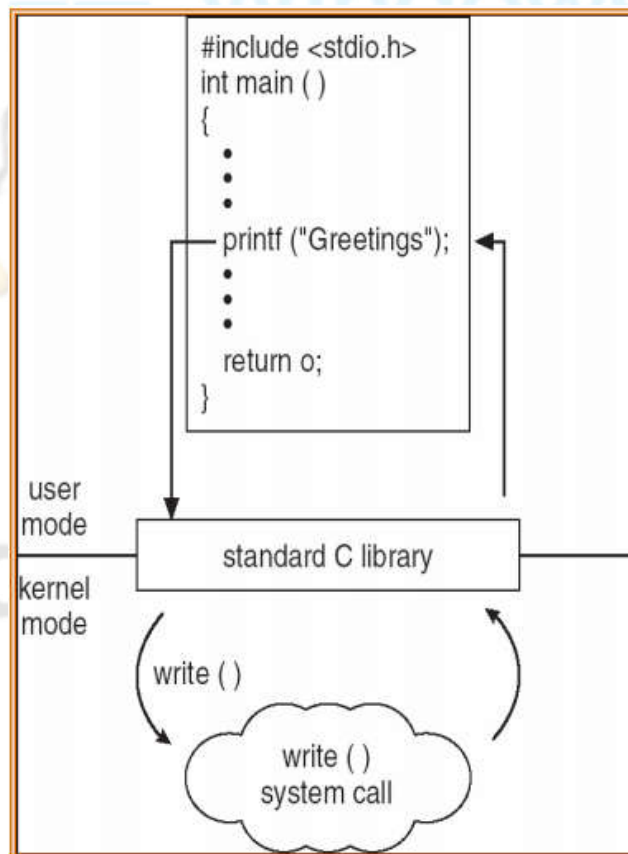 #include <stdio.h>
int main ( )
{
•
•
•
printf ("Greetings");
•
•
•
return o;
}
user
mode
standard C library
kernel
mode
write ( )
write ( )
system call